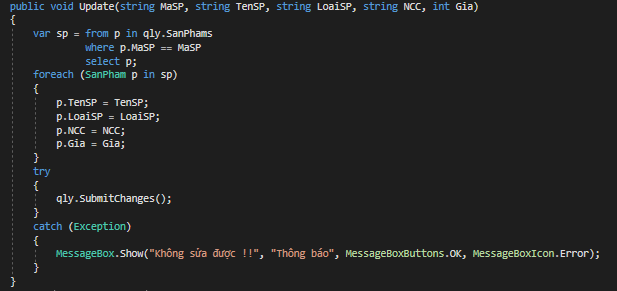 public void Update(string MaSP, string TenSP, string LoaiSP, string NCC, int Gia)
{
    var sp = from p in qly.SanPhams
             where p.MaSP == MaSP
             select p;
    foreach (SanPham p in sp)
    {
        p.TenSP = TenSP;
        p.LoaiSP = LoaiSP;
        p.NCC = NCC;
        p.Gia = Gia;
    }
    try
    {
        qly.SubmitChanges();
    }
    catch (Exception)
    {
        MessageBox.Show("Không sửa được !!", "Thông báo", MessageBoxButtons.OK, MessageBoxIcon.Error);
    }
}